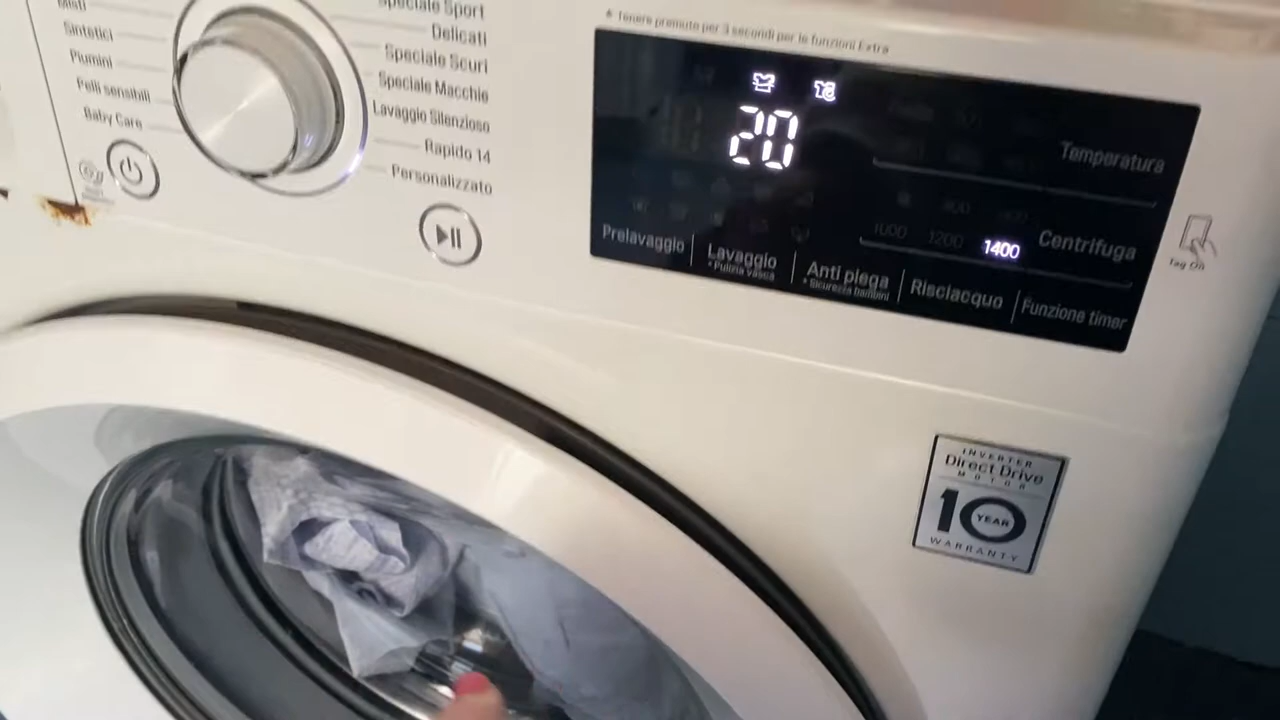 Misti
Sintetici
Piumini
Pelli sensibili
Baby Care
Speciale Sport
Delicati
Speciale Scuri
Speciale Macchie
Lavaggio Silenzioso
Rapido 14
Personalizzato
* Tenere premuto per 3 secondi per le funzioni Extra
20
Temperatura
1000 1200 1400 Centrifuga
Prelavaggio
Lavaggio
* Pulizia vasca
Anti piega
* Sicurezza bambini
Risciacquo
Funzione timer
Tag On
INVERTER
Direct Drive
MOTOR
10 YEAR
WARRANTY